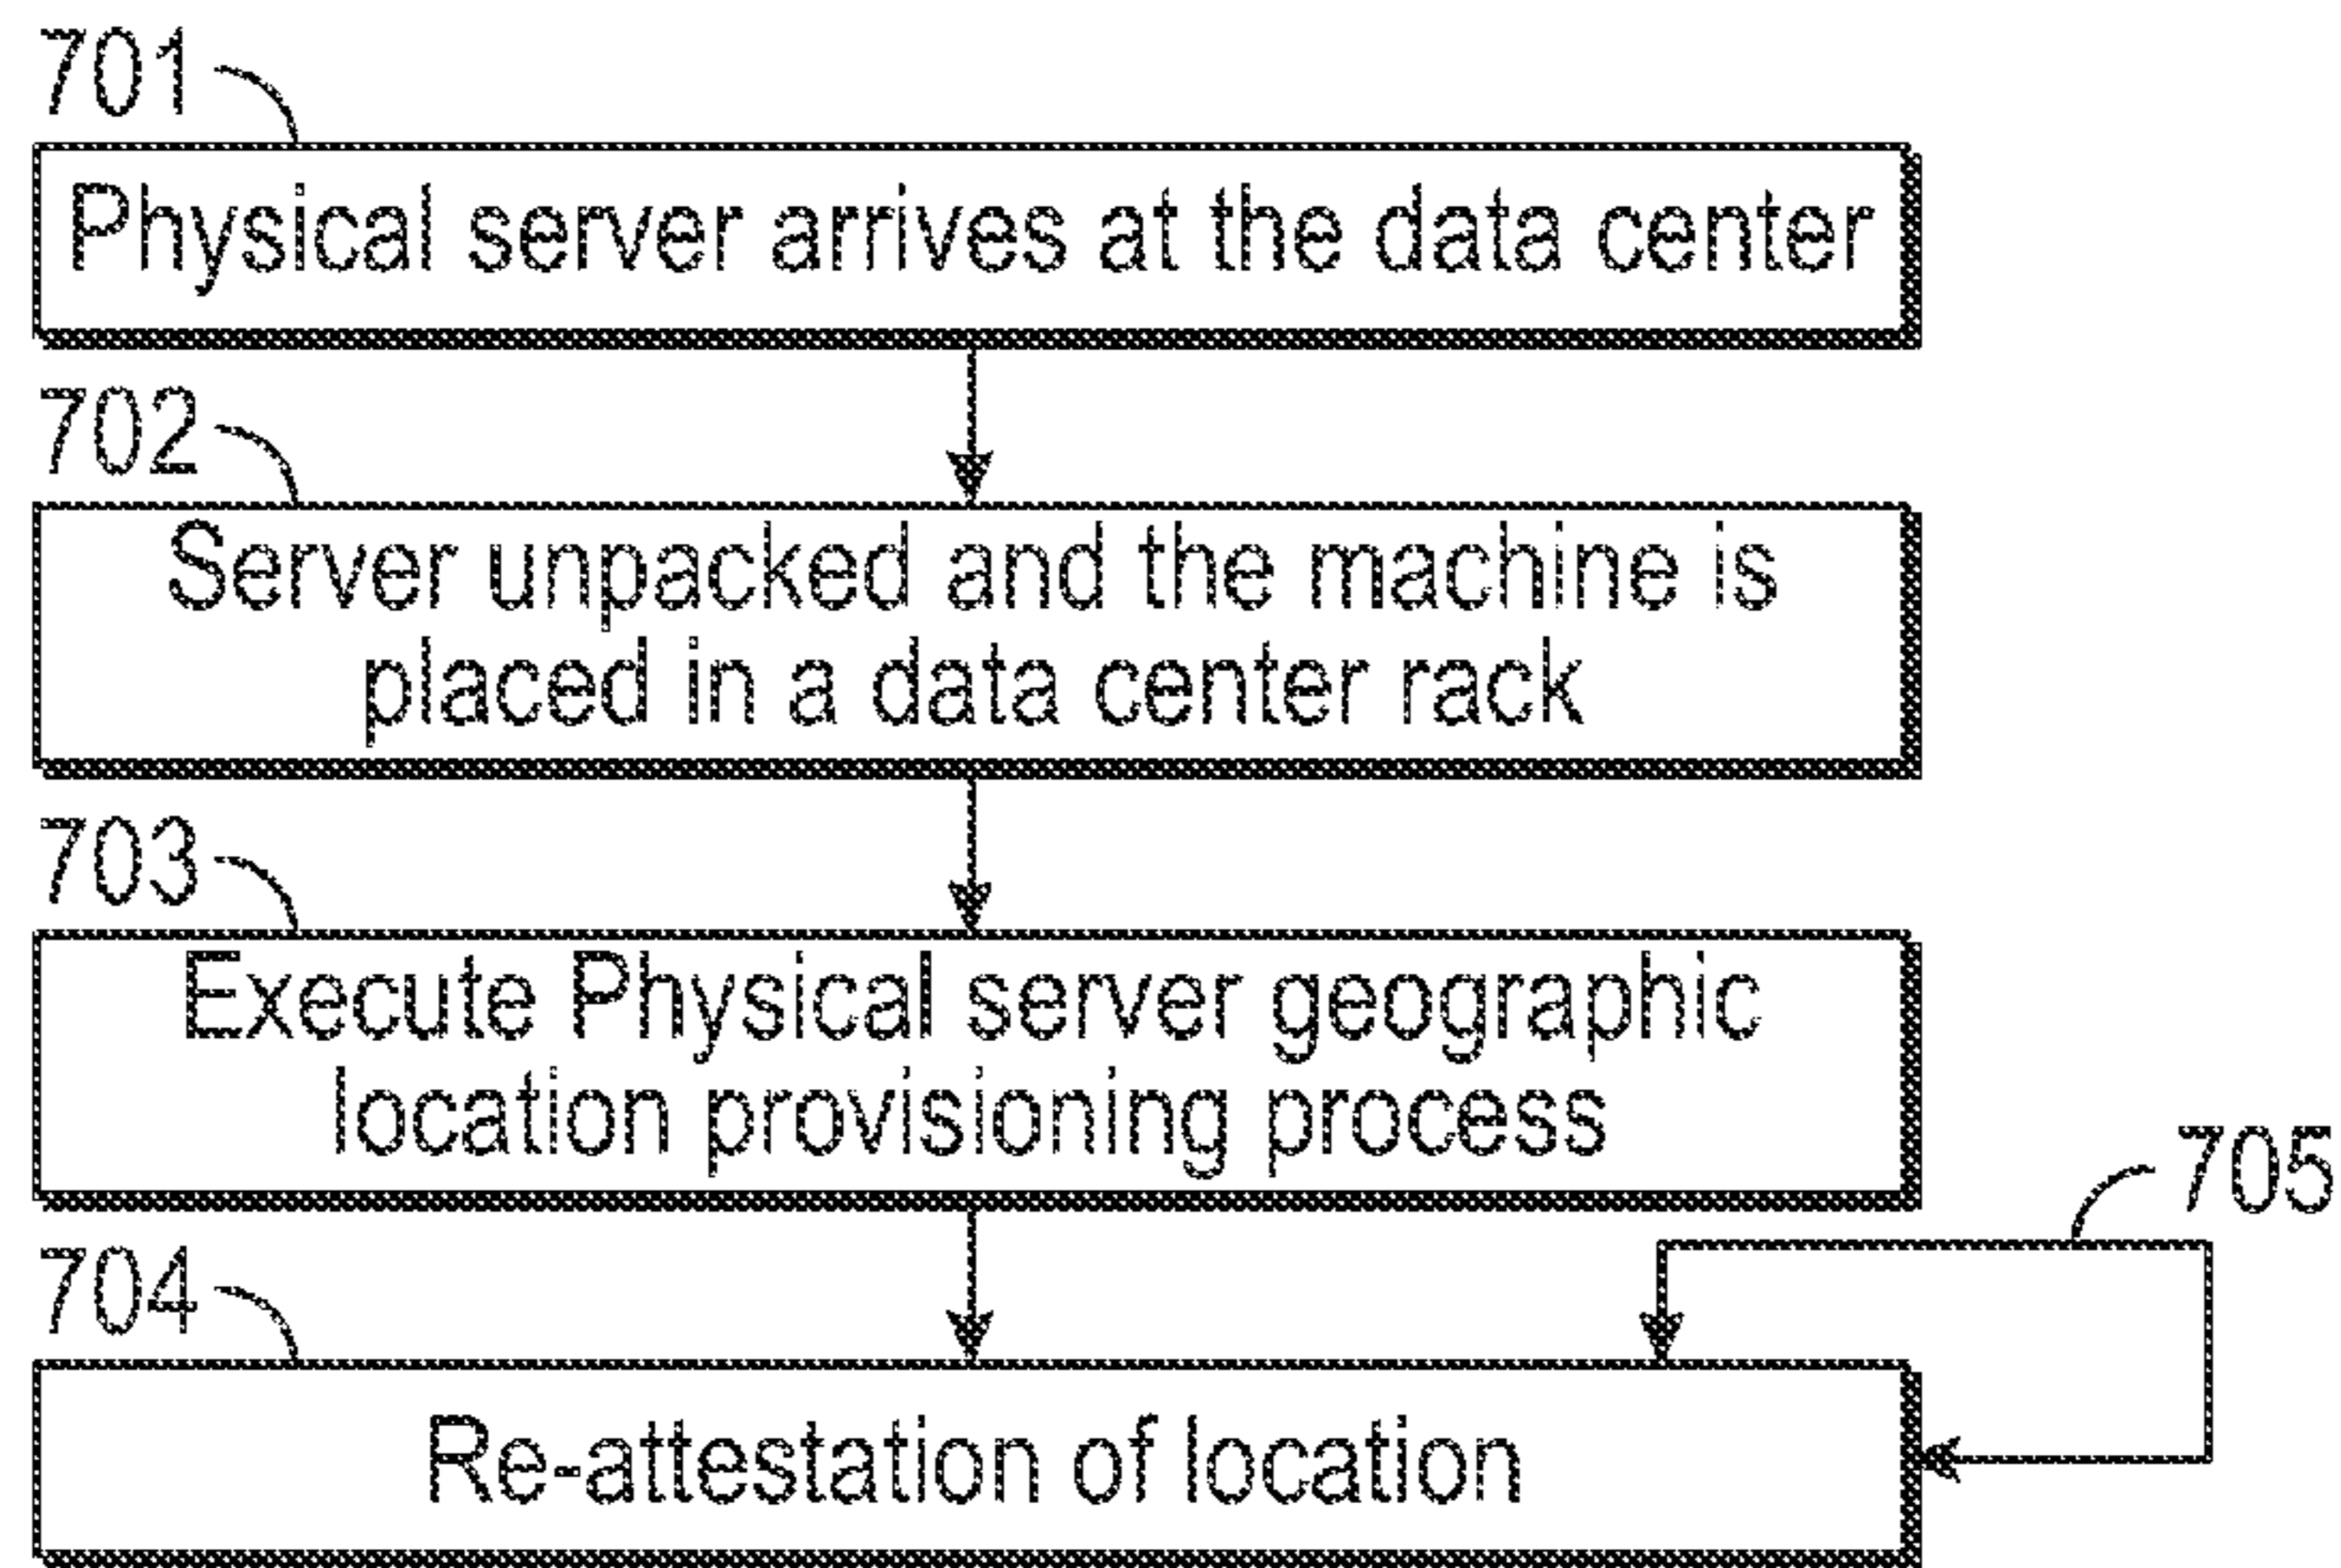 701
Physical server arrives at the data center
702
Server unpacked and the machine is
placed in a data center rack
703
Execute Physical server geographic
location provisioning process
705
704
Re-attestation of location